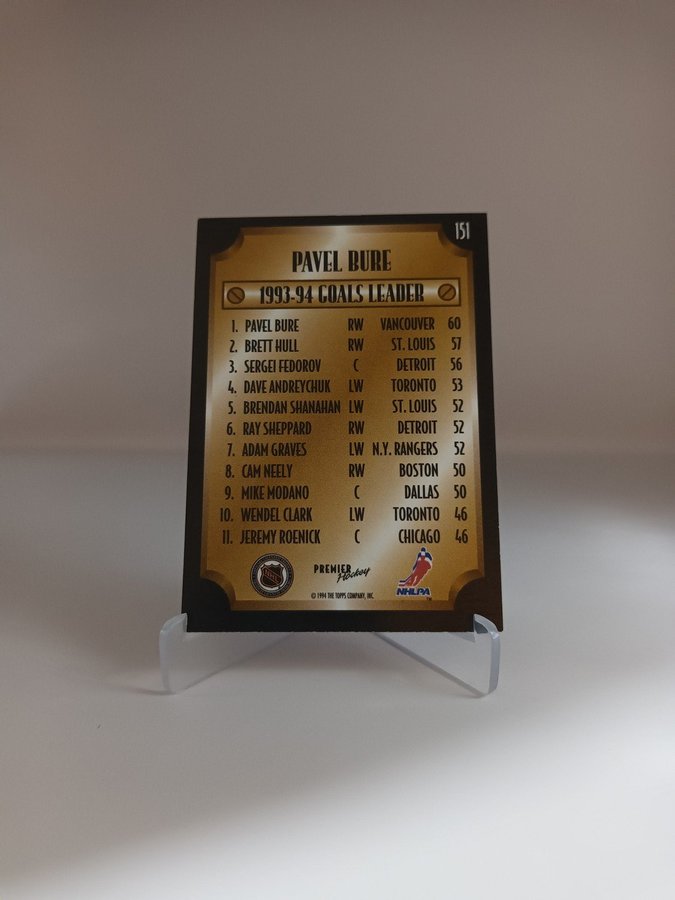 151
PAVEL BURE
1993-94 GOALS LEADER
1. PAVEL BURE RW VANCOUVER 60
2. BRETT HULL RW ST. LOUIS 57
3. SERGEI FEDOROV C DETROIT 56
4. DAVE ANDREYCHUK LW TORONTO 53
5. BRENDAN SHANAHAN LW ST. LOUIS 52
6. RAY SHEPPARD RW DETROIT 52
7. ADAM GRAVES LW N.Y. RANGERS 52
8. CAM NEELY RW BOSTON 50
9. MIKE MODANO C DALLAS 50
10. WENDEL CLARK LW TORONTO 46
11. JEREMY ROENICK C CHICAGO 46
NHL
PREMIER
Hockey
NHLPA
TM
© 1994 THE TOPPS COMPANY, INC.